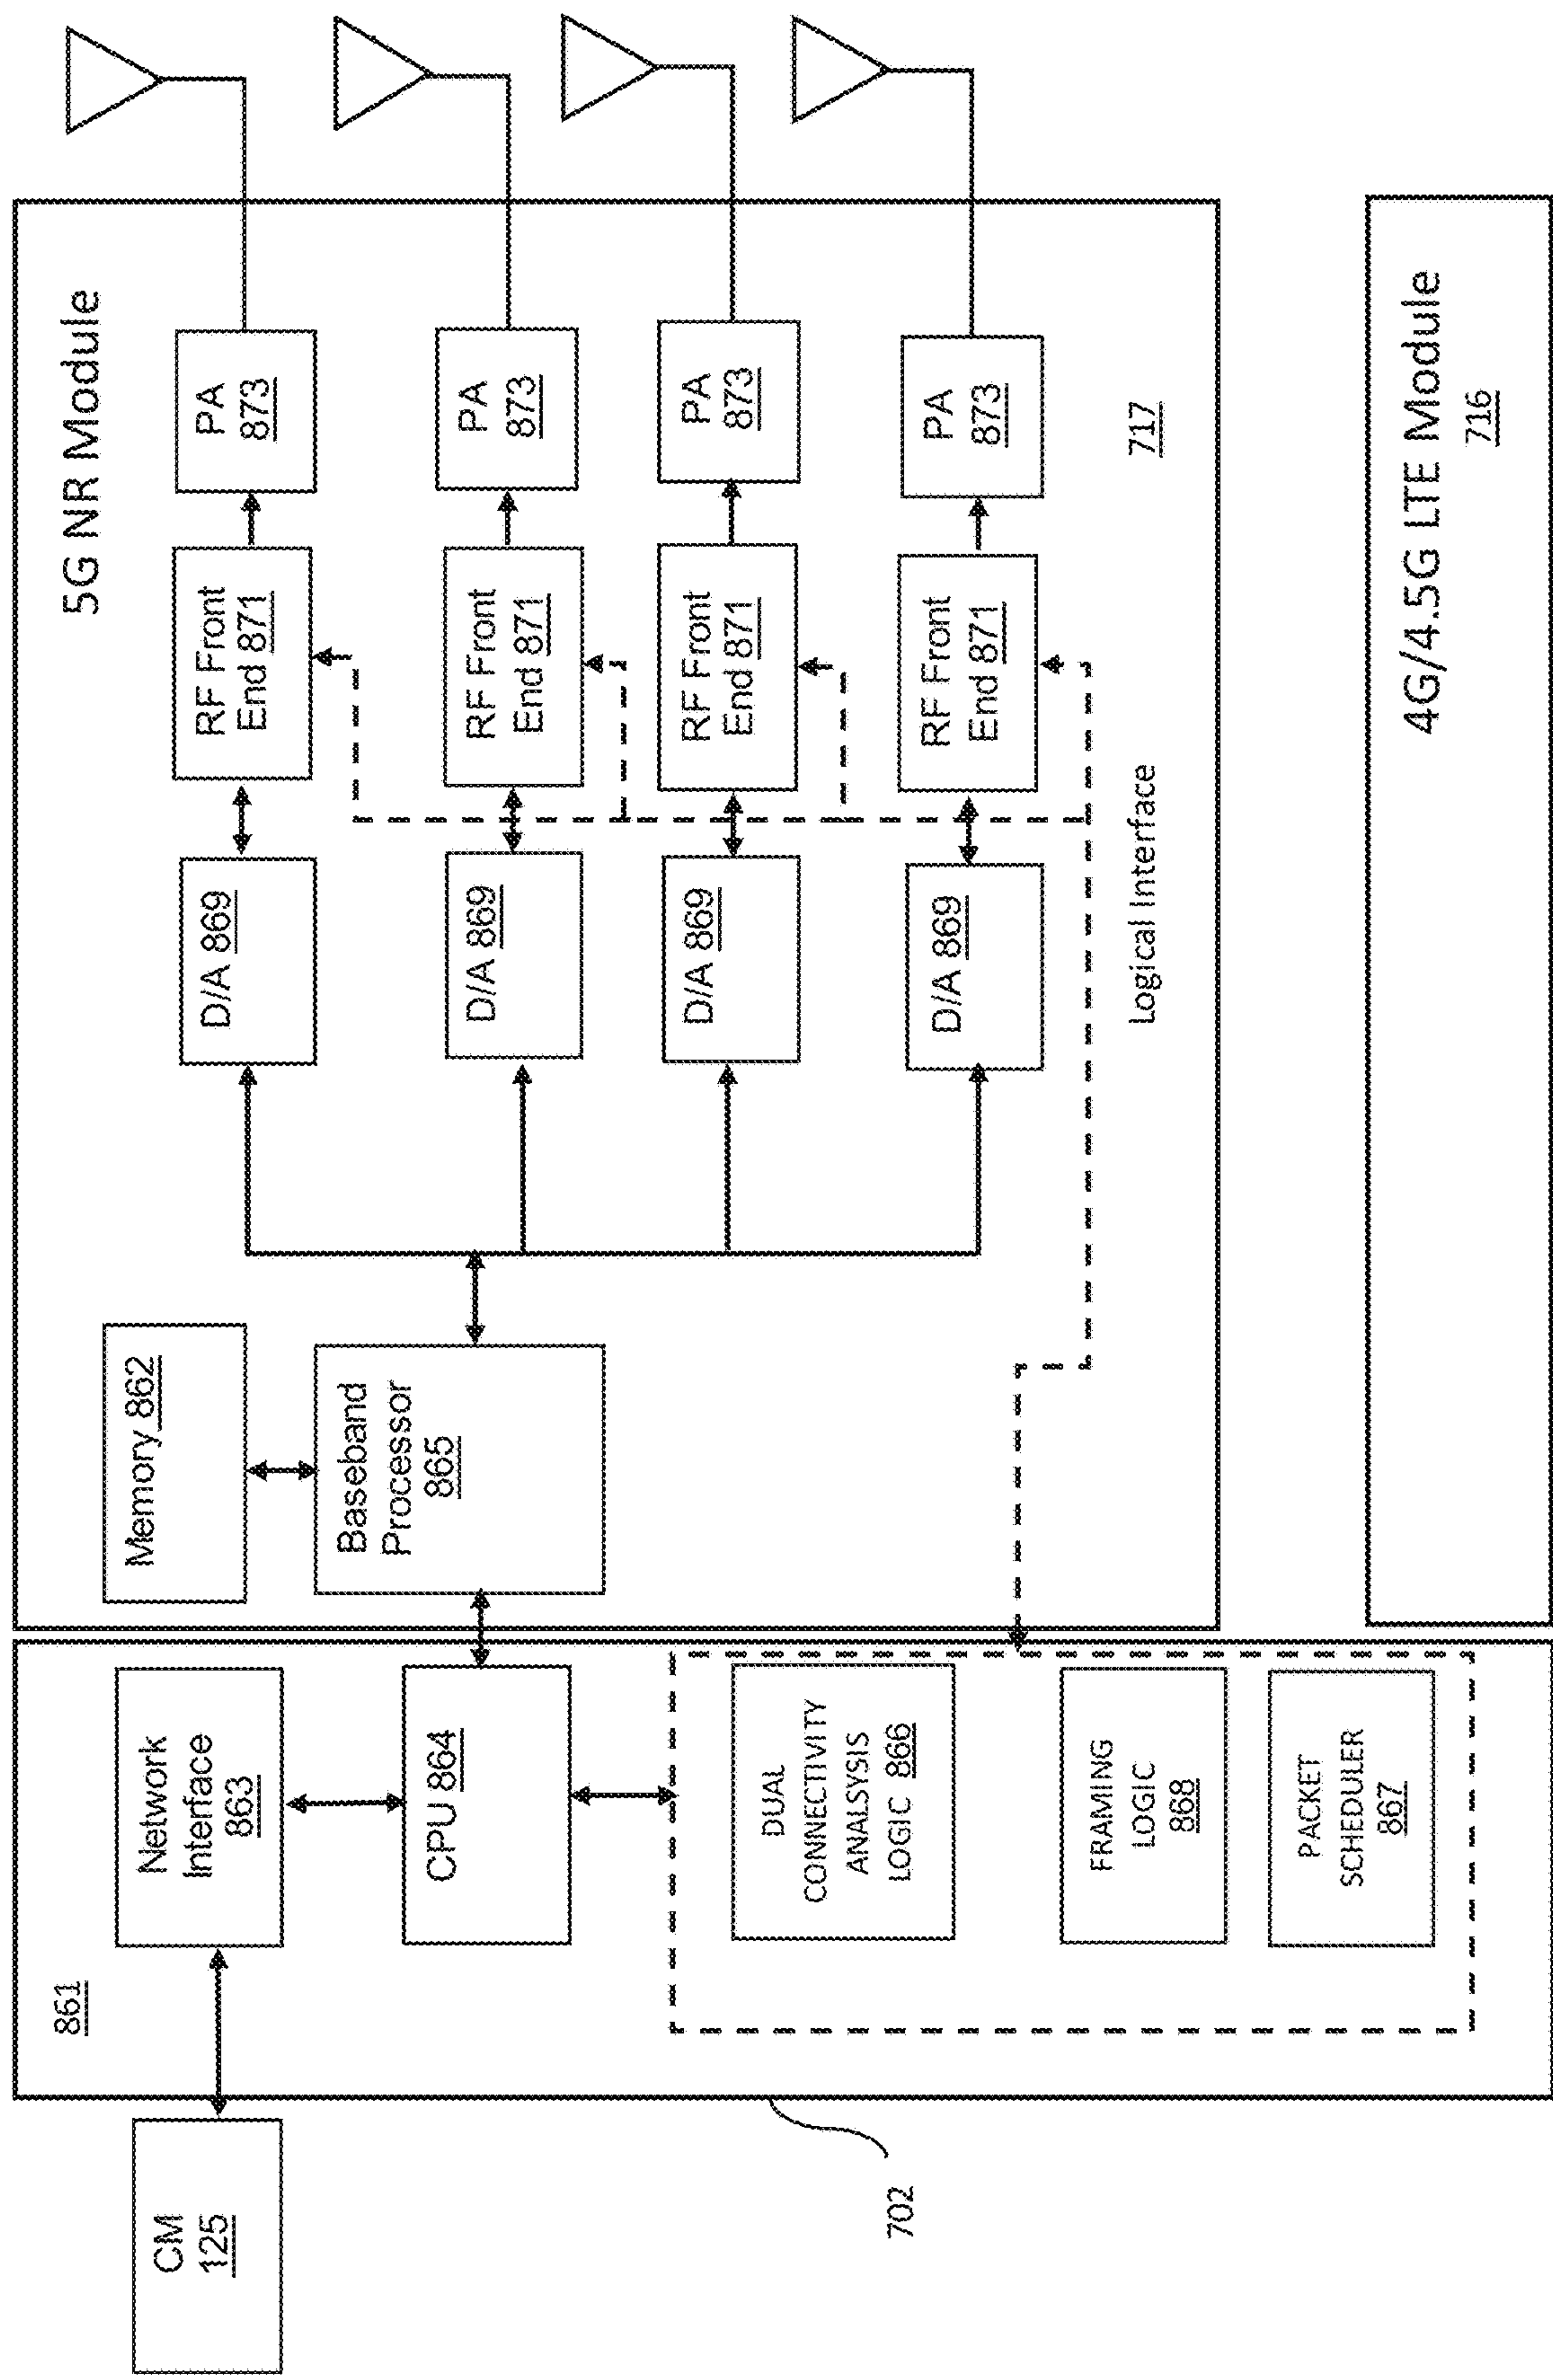 CM
125
702
861
Network
Interface
863
CPU 864
DUAL
CONNECTIVITY
ANALSYSIS
LOGIC 866
FRAMING
LOGIC
868
PACKET
SCHEDULER
867
5G NR Module
Memory 862
Baseband
Processor
865
D/A 869
RF Front
End 871
PA
873
D/A 869
RF Front
End 871
PA
873
D/A 869
RF Front
End 871
PA
873
D/A 869
RF Front
End 871
PA
873
Logical Interface
717
4G/4.5G LTE Module
716